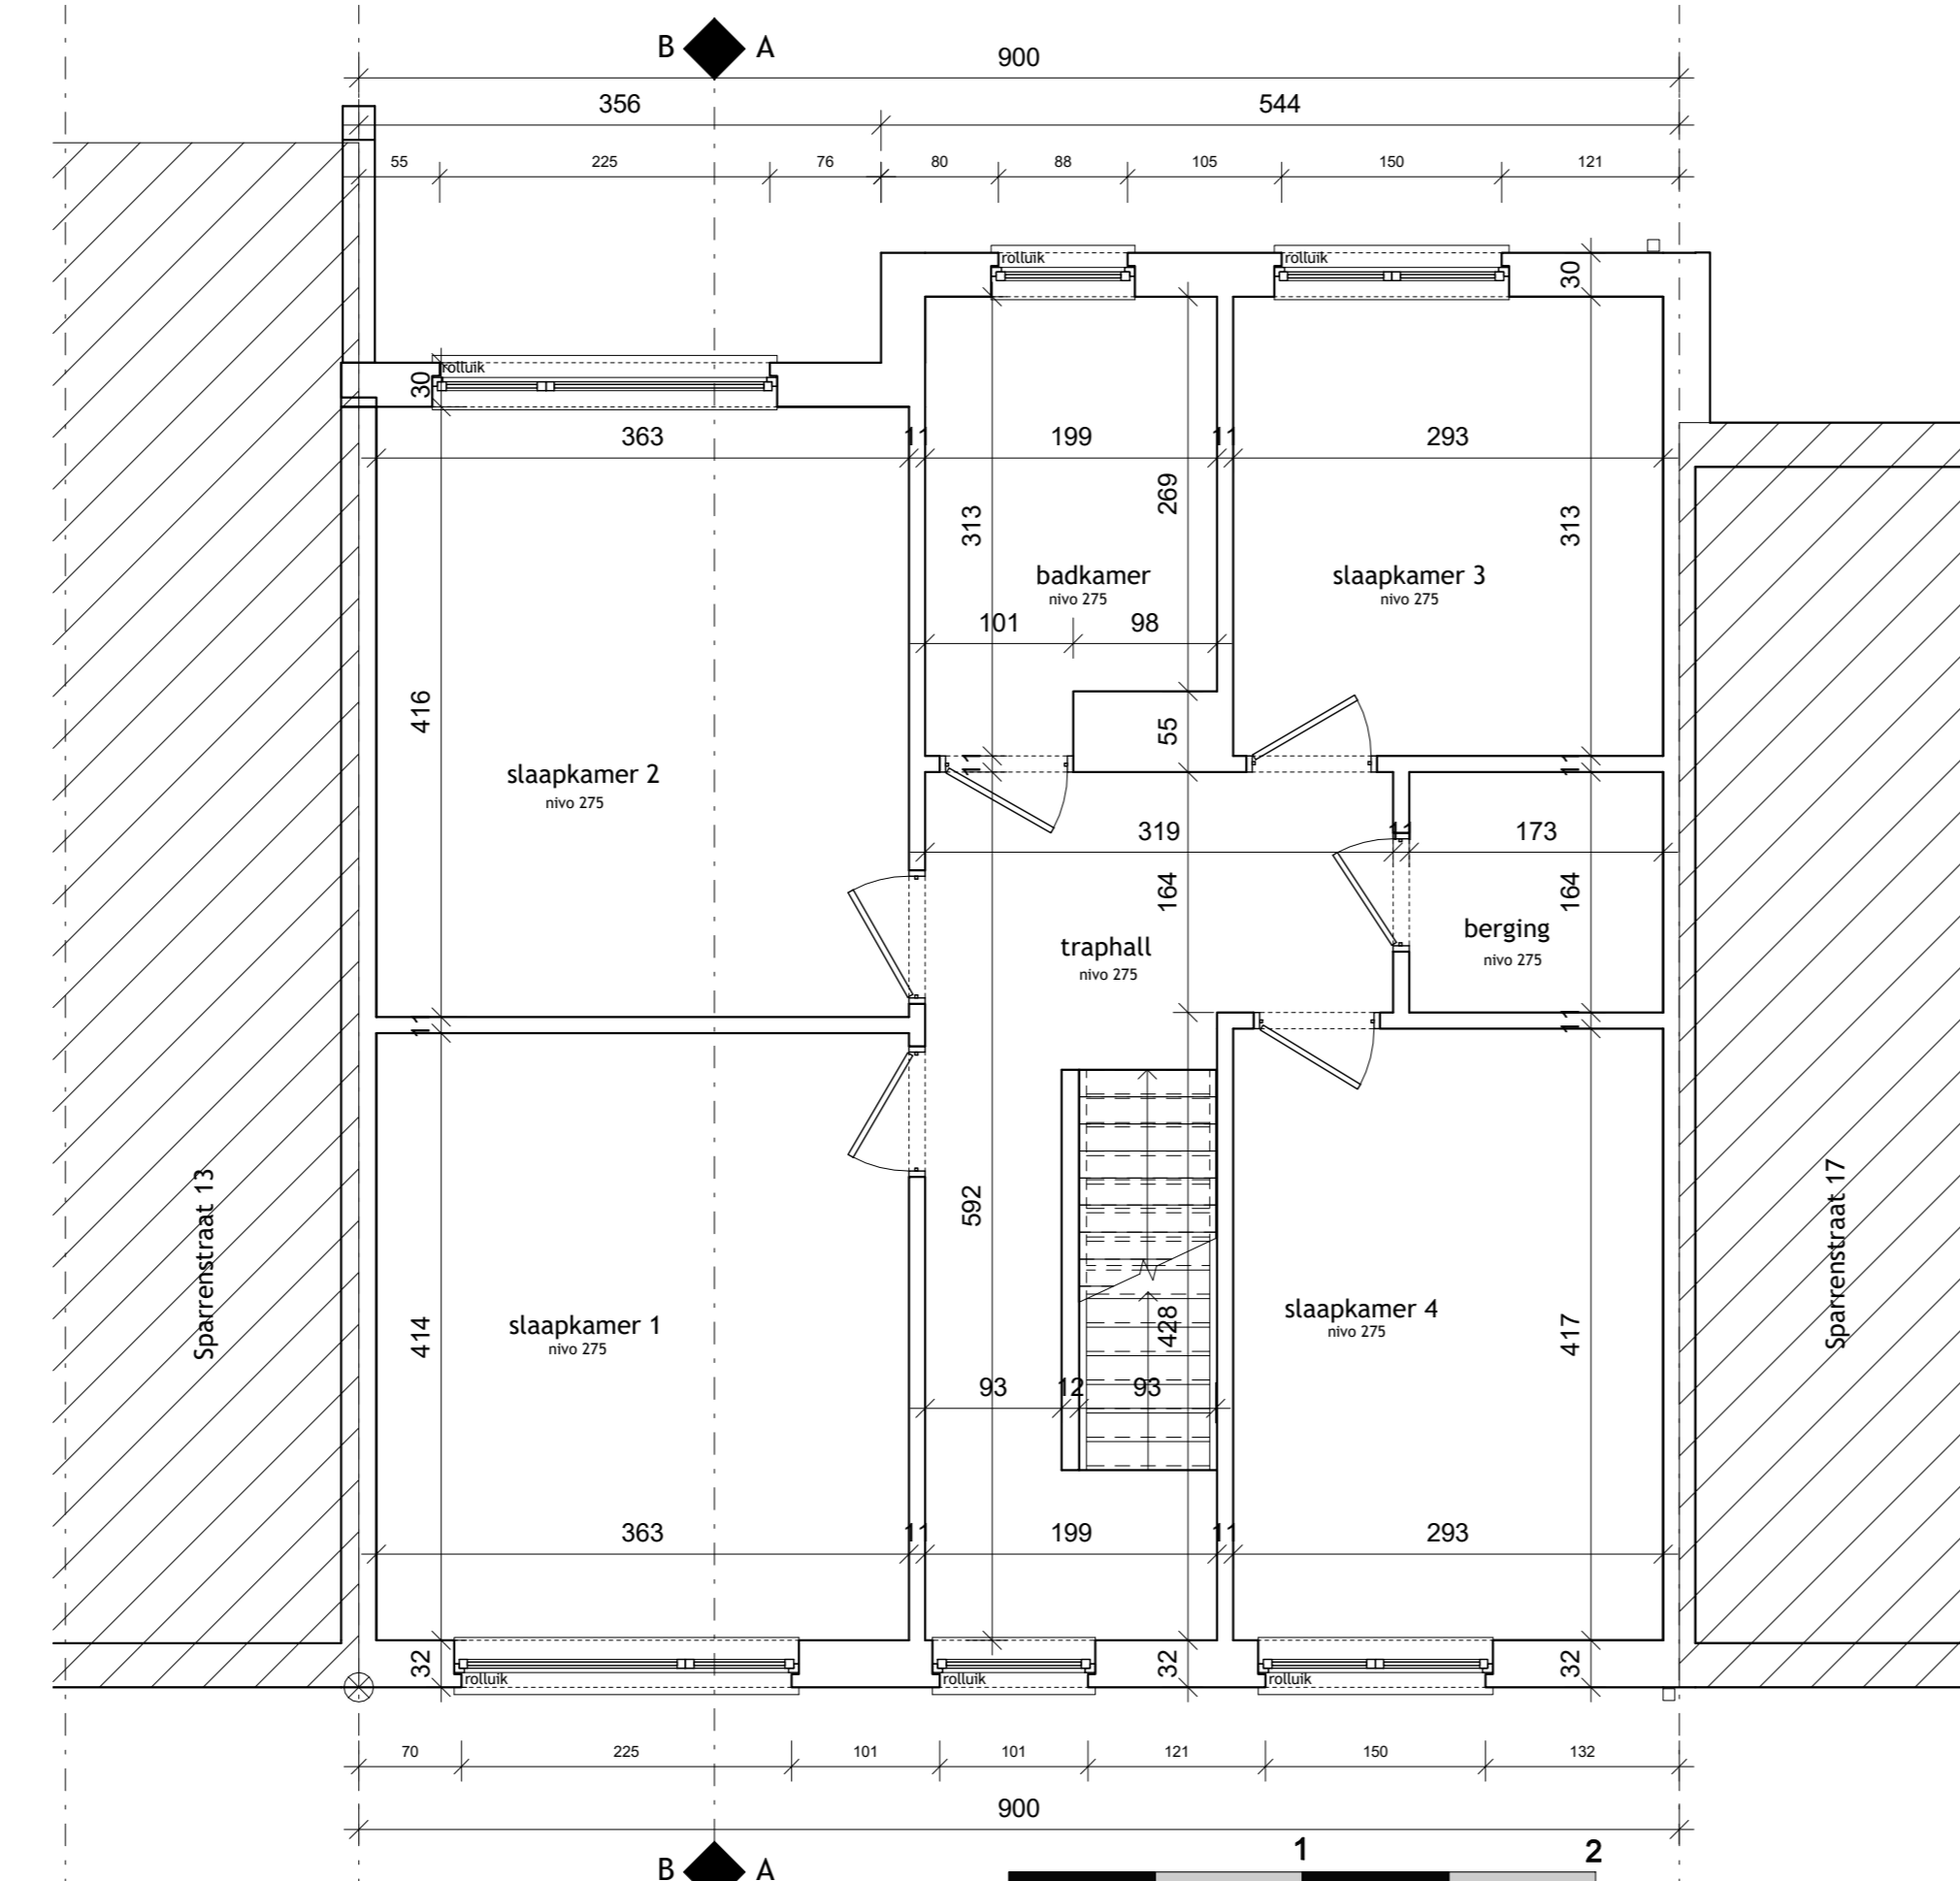 B A
900
356 544
55 225 76 80 88 105 150 121
rolluik rolluik
30
rolluik
30
363 11 199 11 293
269
313 313
badkamer slaapkamer 3
nivo 275 nivo 275
101 98
416
55
slaapkamer 2
nivo 275
11 11
319 11 173
164 164
berging
traphall
nivo 275
nivo 275
11 11
Sparrenstraat 13
Sparrenstraat 17
592
slaapkamer 4
nivo 275
slaapkamer 1
nivo 275
414 428 417
93 12 93
363 11 199 11 293
32 32 32
rolluik rolluik rolluik
70 225 101 101 121 150 132
900
1 2
B A